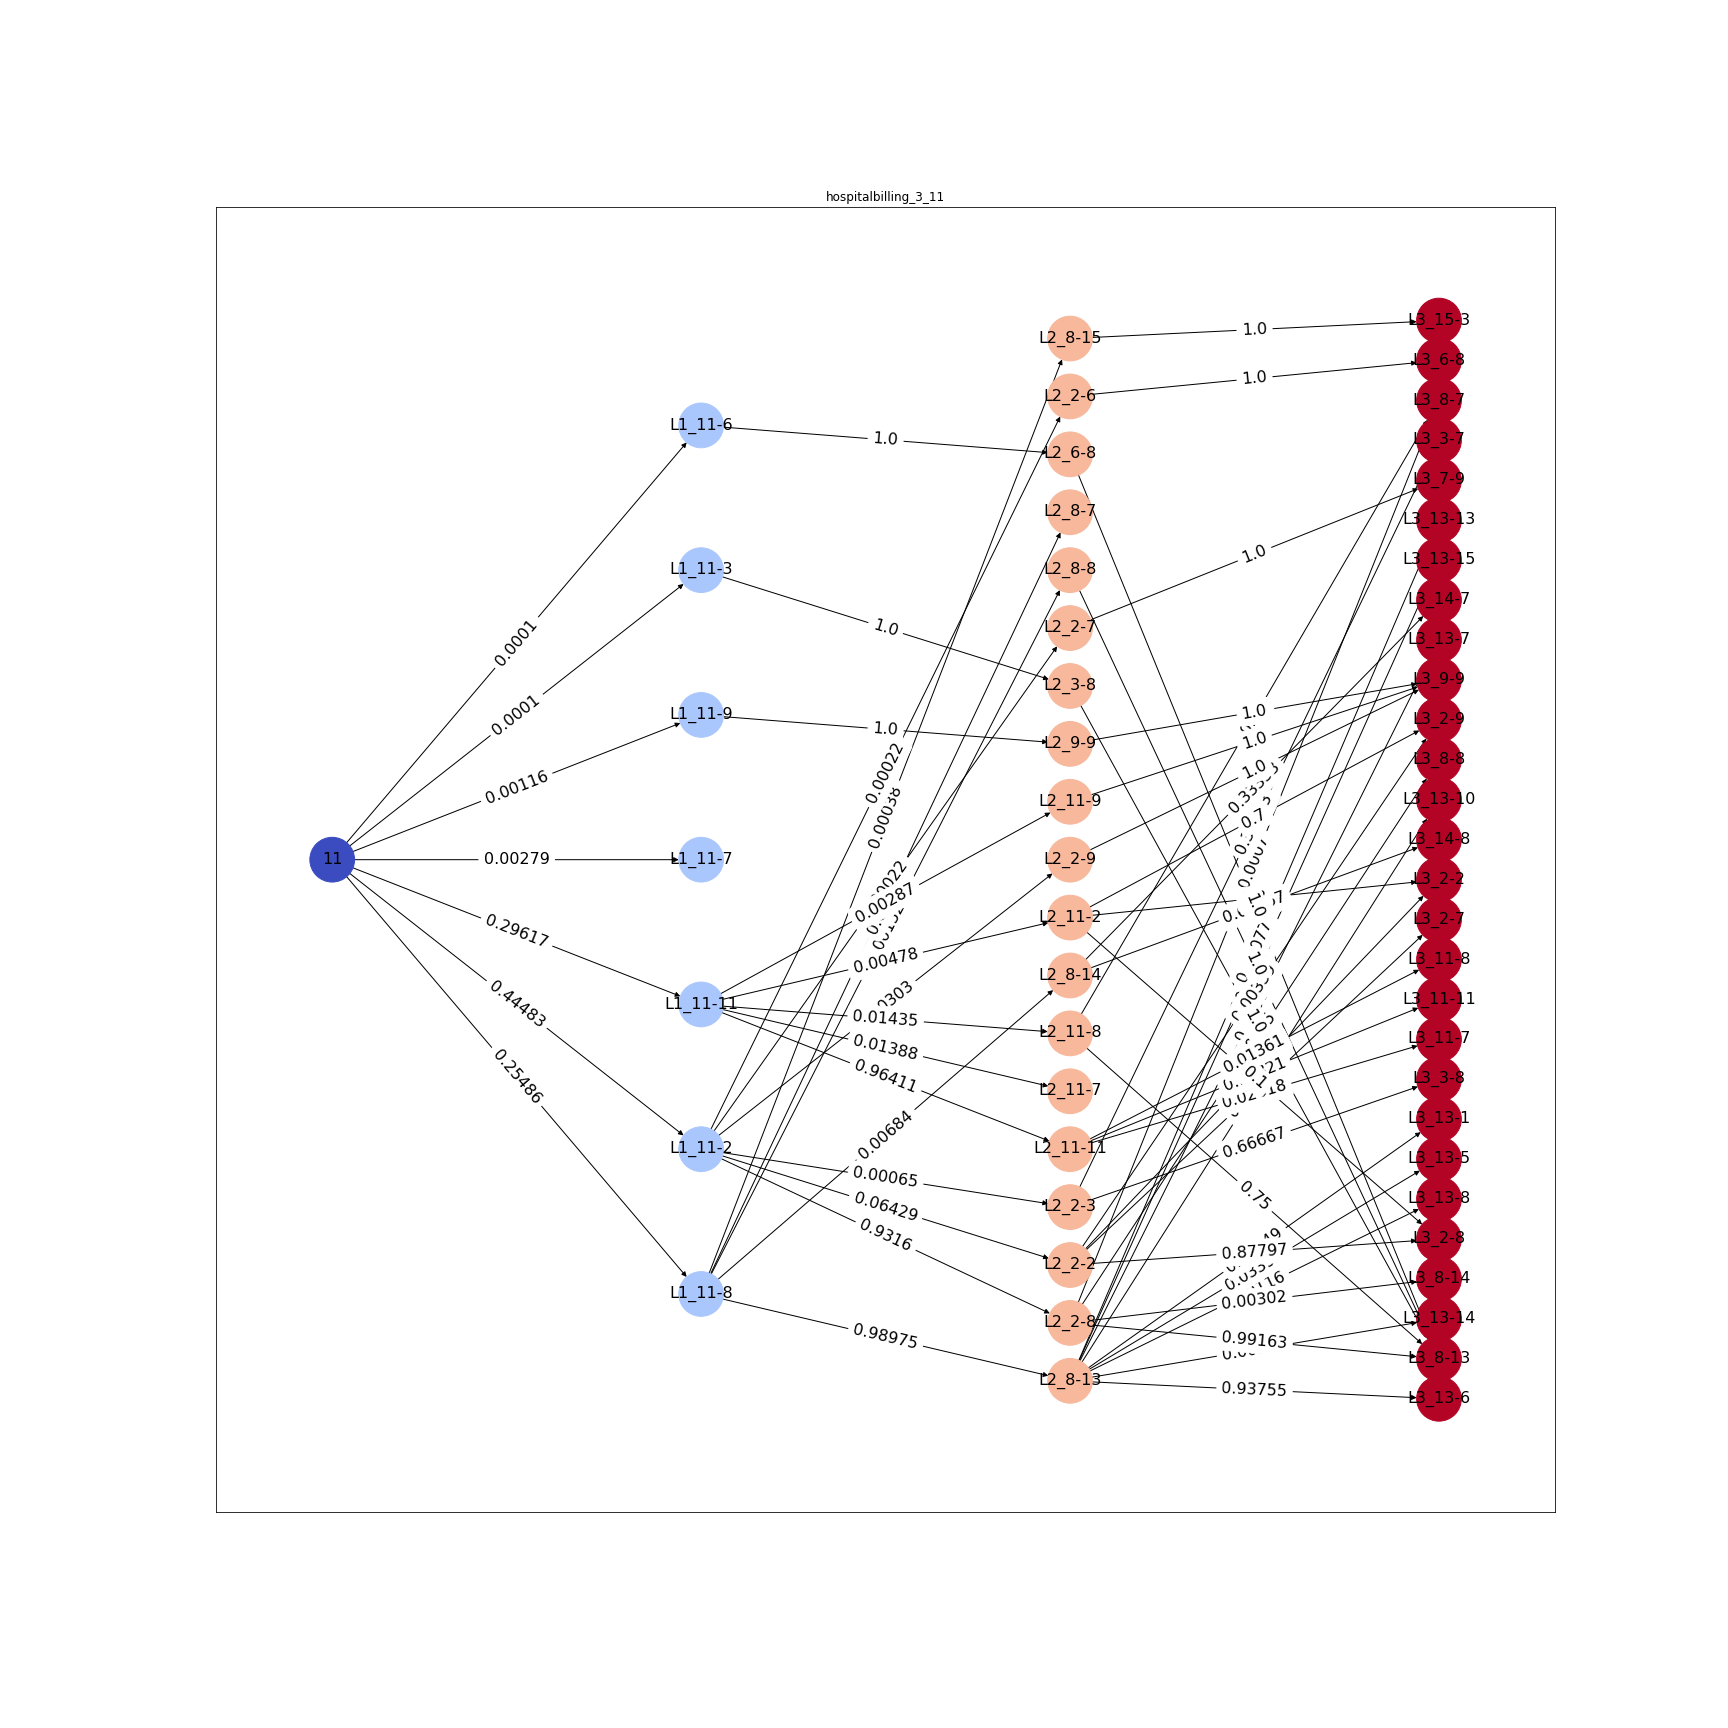 hospitalbilling_3_11
11
L1_11-6
L1_11-3
L1_11-9
L1_11-7
L1_11-11
L1_11-2
L1_11-8
0.0001
0.0001
0.00116
0.00279
0.29617
0.44483
0.25486
L2_8-15
L2_2-6
L2_6-8
L2_8-7
L2_8-8
L2_2-7
L2_3-8
L2_9-9
L2_11-9
L2_2-9
L2_11-2
L2_8-14
L2_11-8
L2_11-7
L2_11-11
L2_2-3
L2_2-2
L2_2-8
L2_8-13
1.0
1.0
1.0
0.00022
0.00038
0.00287
0.00478
0.01435
0.01388
0.96411
0.00684
0.00065
0.06429
0.9316
0.98975
L3_15-3
L3_6-8
L3_8-7
L3_3-7
L3_7-9
L3_13-13
L3_13-15
L3_14-7
L3_13-7
L3_9-9
L3_2-9
L3_8-8
L3_13-10
L3_14-8
L3_2-2
L3_2-7
L3_11-8
L3_11-11
L3_11-7
L3_3-8
L3_13-1
L3_13-5
L3_13-8
L3_2-8
L3_8-14
L3_13-14
L3_8-13
L3_13-6
1.0
1.0
1.0
1.0
1.0
1.0
1.0
1.0
1.0
0.01361
0.66667
0.75
0.87797
0.00302
0.99163
0.93755